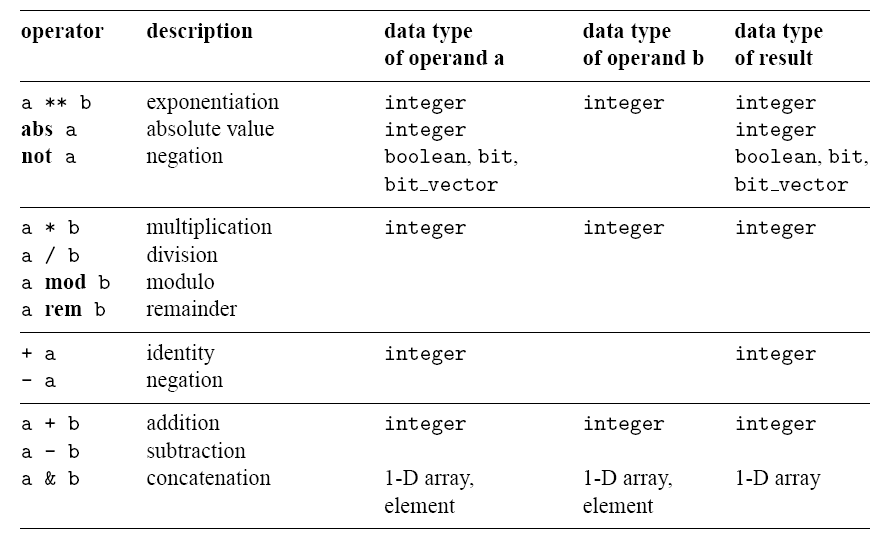 operator description data type data type data type
of operand a of operand b of result
a ** b exponentiation integer integer integer
abs a absolute value integer integer
not a negation boolean, bit, boolean, bit,
bit_vector bit_vector
a * b multiplication integer integer integer
a / b division
a mod b modulo
a rem b remainder
+ a identity integer integer
- a negation
a + b addition integer integer integer
a - b subtraction
a & b concatenation 1-D array, 1-D array, 1-D array
element element